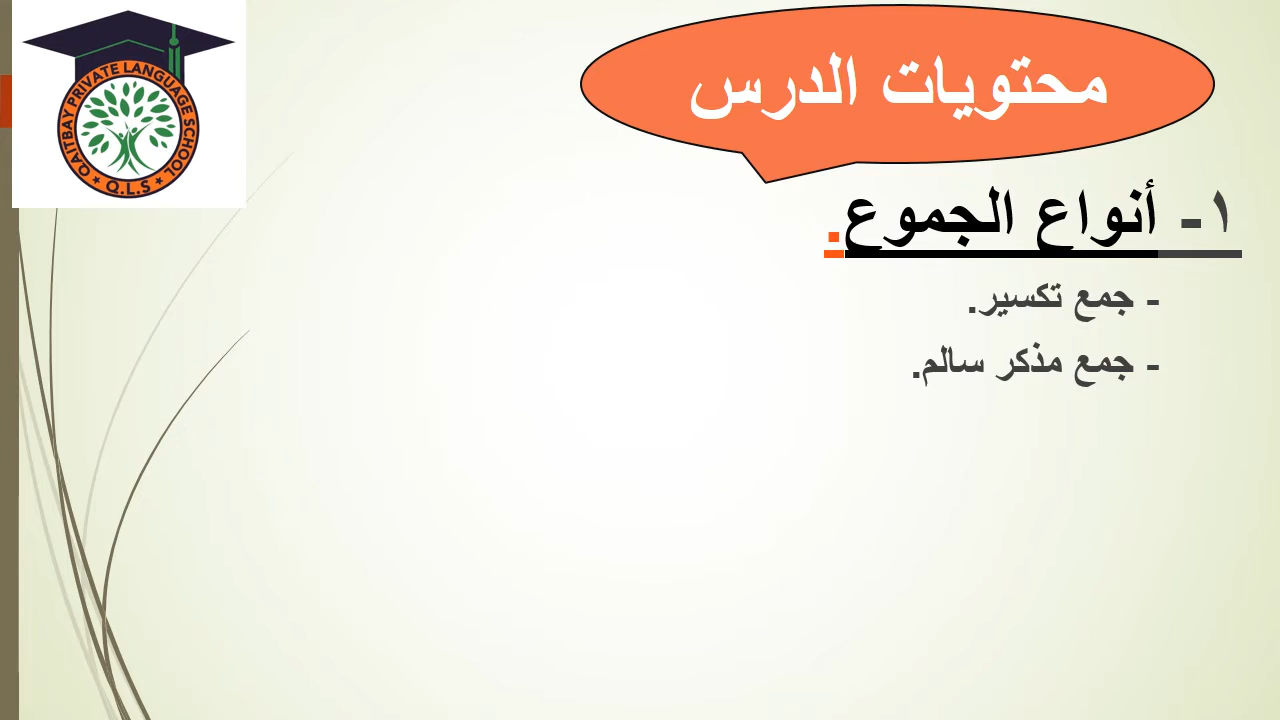 QAITBAY PRIVATE LANGUAGE SCHOOL
Q.L.S
محتويات الدرس
١- أنواع الجموع.
- جمع تكسير.
- جمع مذكر سالم.